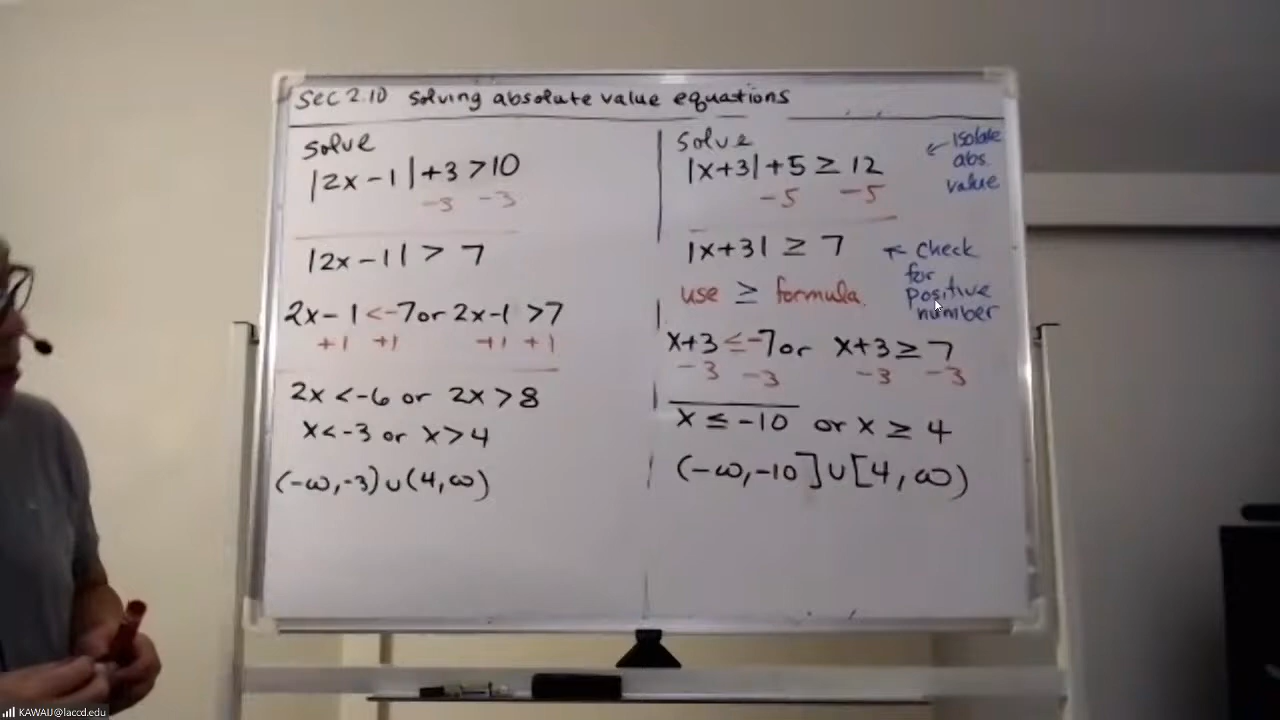 Sec 2.10 Solving absolute value equations
Solve
|2x-1|+3>10
-3 -3
|2x-1| > 7
2x-1<-7 or 2x-1>7
+1 +1 +1 +1
2x<-6 or 2x>8
x<-3 or x>4
(-∞,-3)∪(4,∞)
Solve
|x+3|+5≥12
-5 -5
← Isolate
abs.
value
|x+3| ≥ 7
← Check
for
positive
number
use ≥ formula.
x+3≤-7 or x+3≥7
-3 -3 -3 -3
x≤-10 or x≥4
(-∞,-10]∪[4,∞)
KAWAIJ@laccd.edu